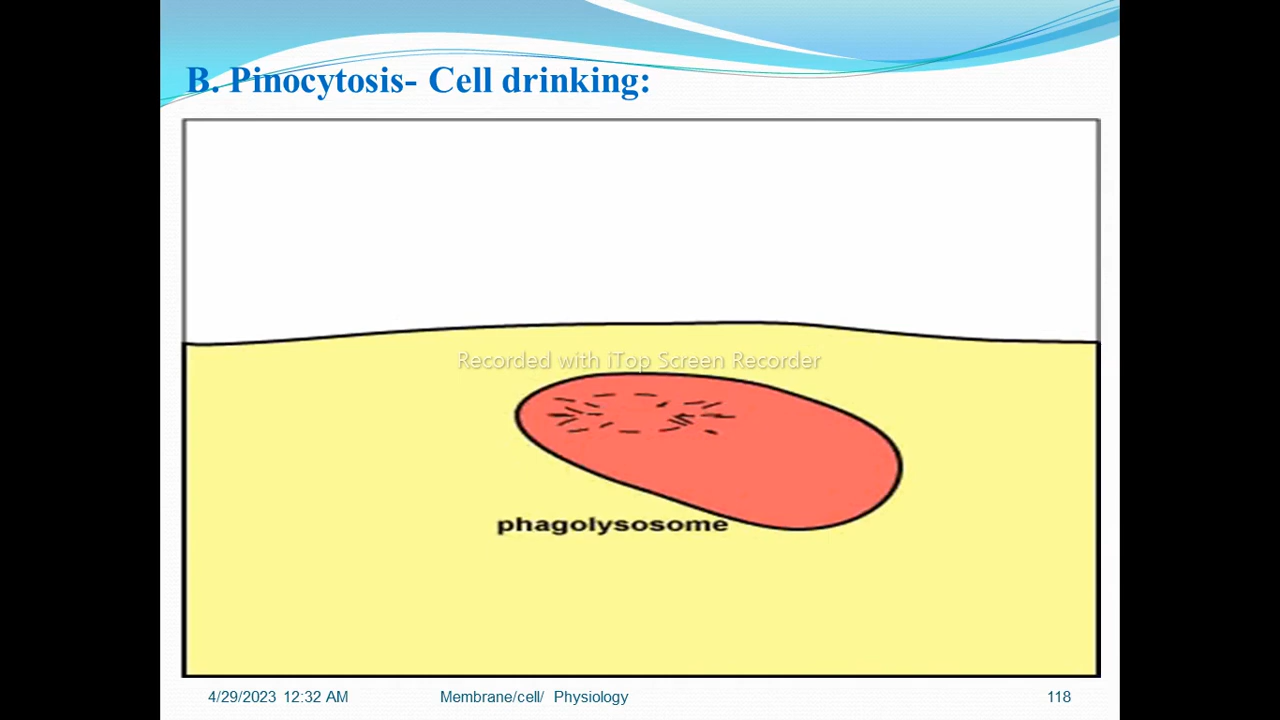 B. Pinocytosis- Cell drinking:
Recorded with iTop Screen Recorder
phagolysosome
4/29/2023 12:32 AM Membrane/cell/ Physiology 118